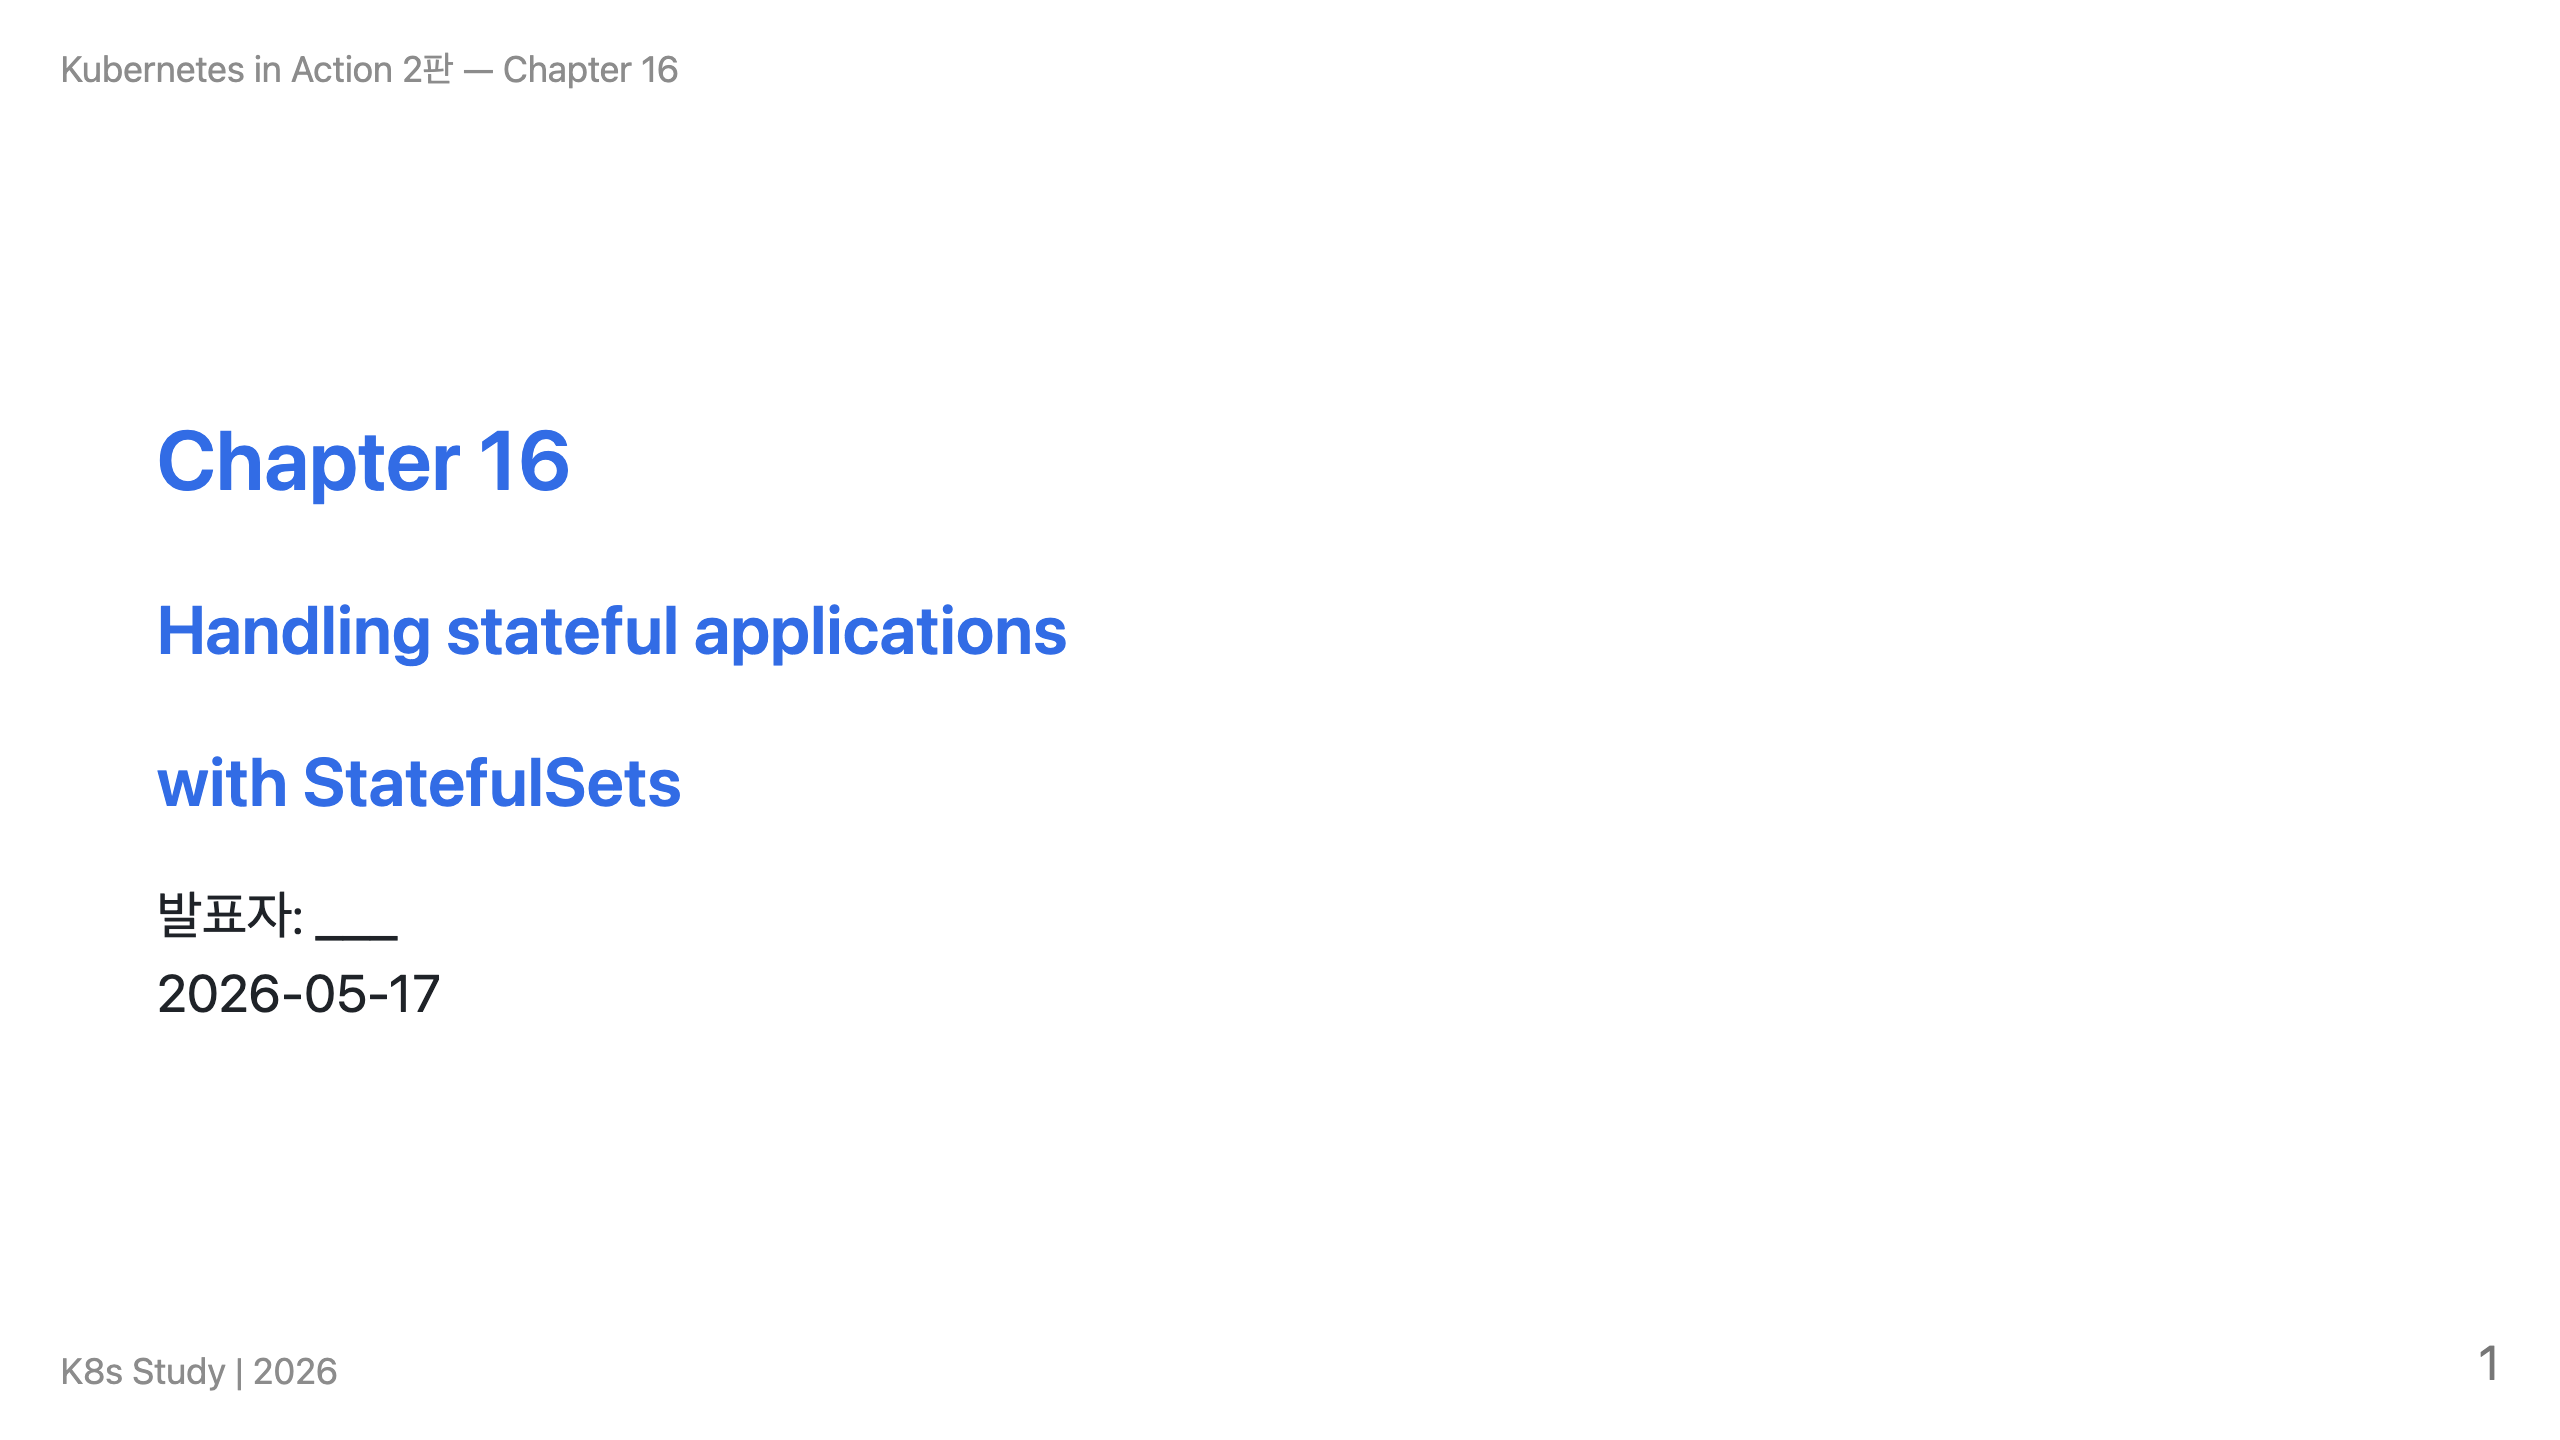 Kubernetes in Action 2판 — Chapter 16
Chapter 16
Handling stateful applications
with StatefulSets
발표자: ___
2026-05-17
K8s Study | 2026
1